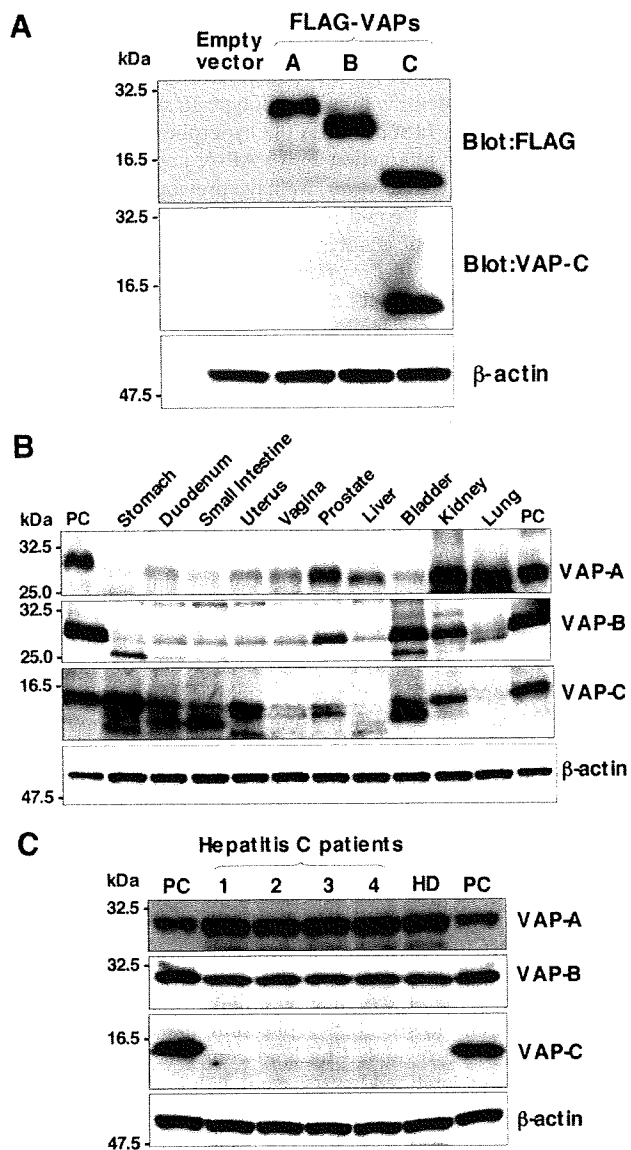 A
FLAG-VAPs
Empty vector
A B C
kDa
32.5
16.5
Blot:FLAG
32.5
16.5
Blot:VAP-C
47.5
β-actin
B
kDa
PC Stomach Duodenum Small Intestine Uterus Vagina Prostate Liver Bladder Kidney Lung PC
32.5
25.0
VAP-A
32.5
25.0
VAP-B
16.5
VAP-C
47.5
β-actin
C
Hepatitis C patients
kDa
PC 1 2 3 4 HD PC
32.5
VAP-A
32.5
VAP-B
16.5
VAP-C
47.5
β-actin